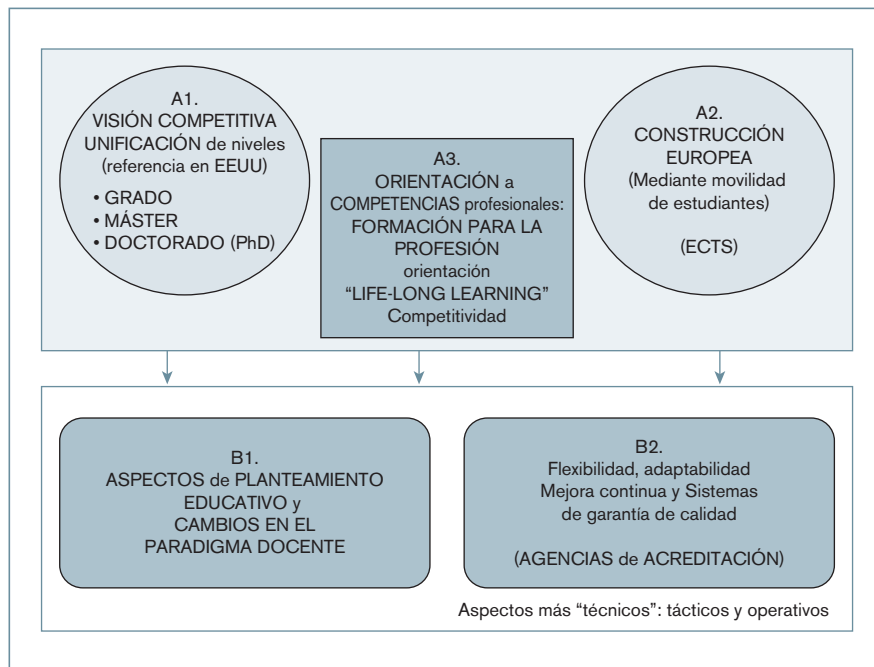 A1.
VISIÓN COMPETITIVA
UNIFICACIÓN de niveles
(referencia en EEUU)
• GRADO
• MÁSTER
• DOCTORADO (PhD)
A3.
ORIENTACIÓN a
COMPETENCIAS profesionales:
FORMACIÓN PARA LA
PROFESIÓN
orientación
“LIFE-LONG LEARNING”
Competitividad
A2.
CONSTRUCCIÓN
EUROPEA
(Mediante movilidad
de estudiantes)
(ECTS)
B1.
ASPECTOS de PLANTEAMIENTO
EDUCATIVO y
CAMBIOS EN EL
PARADIGMA DOCENTE
B2.
Flexibilidad, adaptabilidad
Mejora continua y Sistemas
de garantía de calidad
(AGENCIAS de ACREDITACIÓN)
Aspectos más “técnicos”: tácticos y operativos